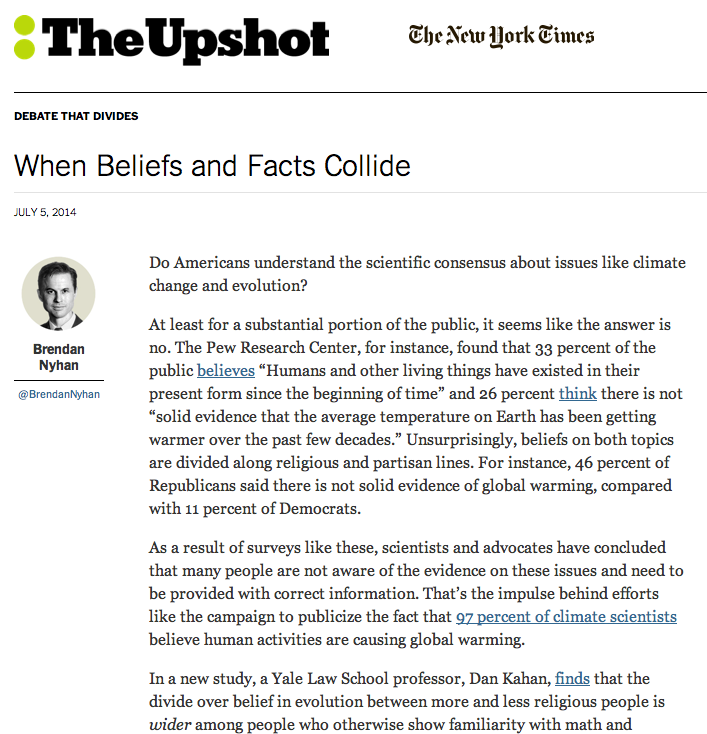 The Upshot
The New York Times
DEBATE THAT DIVIDES
When Beliefs and Facts Collide
JULY 5, 2014
Brendan
Nyhan
@BrendanNyhan
Do Americans understand the scientific consensus about issues like climate
change and evolution?
At least for a substantial portion of the public, it seems like the answer is
no. The Pew Research Center, for instance, found that 33 percent of the
public believes “Humans and other living things have existed in their
present form since the beginning of time” and 26 percent think there is not
“solid evidence that the average temperature on Earth has been getting
warmer over the past few decades.” Unsurprisingly, beliefs on both topics
are divided along religious and partisan lines. For instance, 46 percent of
Republicans said there is not solid evidence of global warming, compared
with 11 percent of Democrats.
As a result of surveys like these, scientists and advocates have concluded
that many people are not aware of the evidence on these issues and need to
be provided with correct information. That’s the impulse behind efforts
like the campaign to publicize the fact that 97 percent of climate scientists
believe human activities are causing global warming.
In a new study, a Yale Law School professor, Dan Kahan, finds that the
divide over belief in evolution between more and less religious people is
wider among people who otherwise show familiarity with math and